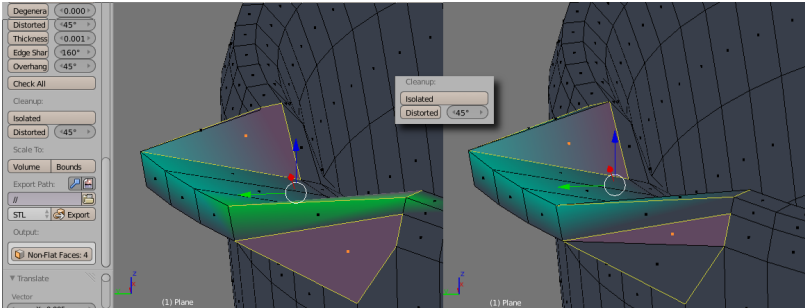 Degenera 0.000
Distorted 45°
Thickness 0.001
Edge Shar 160°
Overhang 45°
Check All
Cleanup:
Isolated
Distorted 45°
Scale To:
Volume Bounds
Export Path:
//
STL Export
Output:
Non-Flat Faces: 4
Translate
Vector
Cleanup:
Isolated
Distorted 45°
z
(1) Plane
z
(1) Plane